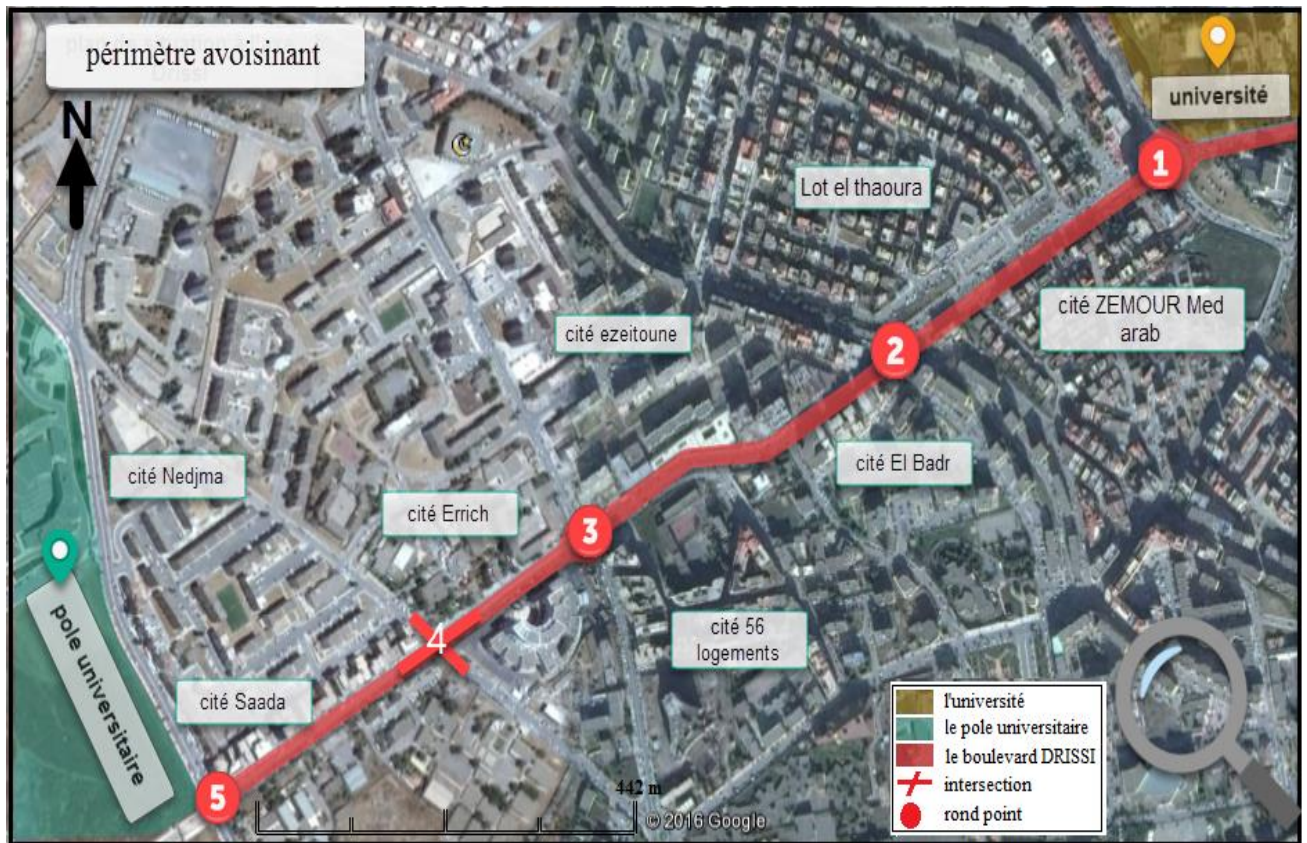 périmètre avoisinant
N
université
1
Lot el thaoura
cité ZEMOUR Med
arab
cité ezeitoune
2
cité El Badr
cité Nedjma
cité Errich
3
pole universitaire
cité 56
logements
4
cité Saada
5
442 m
© 2016 Google
l'université
le pole universitaire
le boulevard DRISSI
intersection
rond point